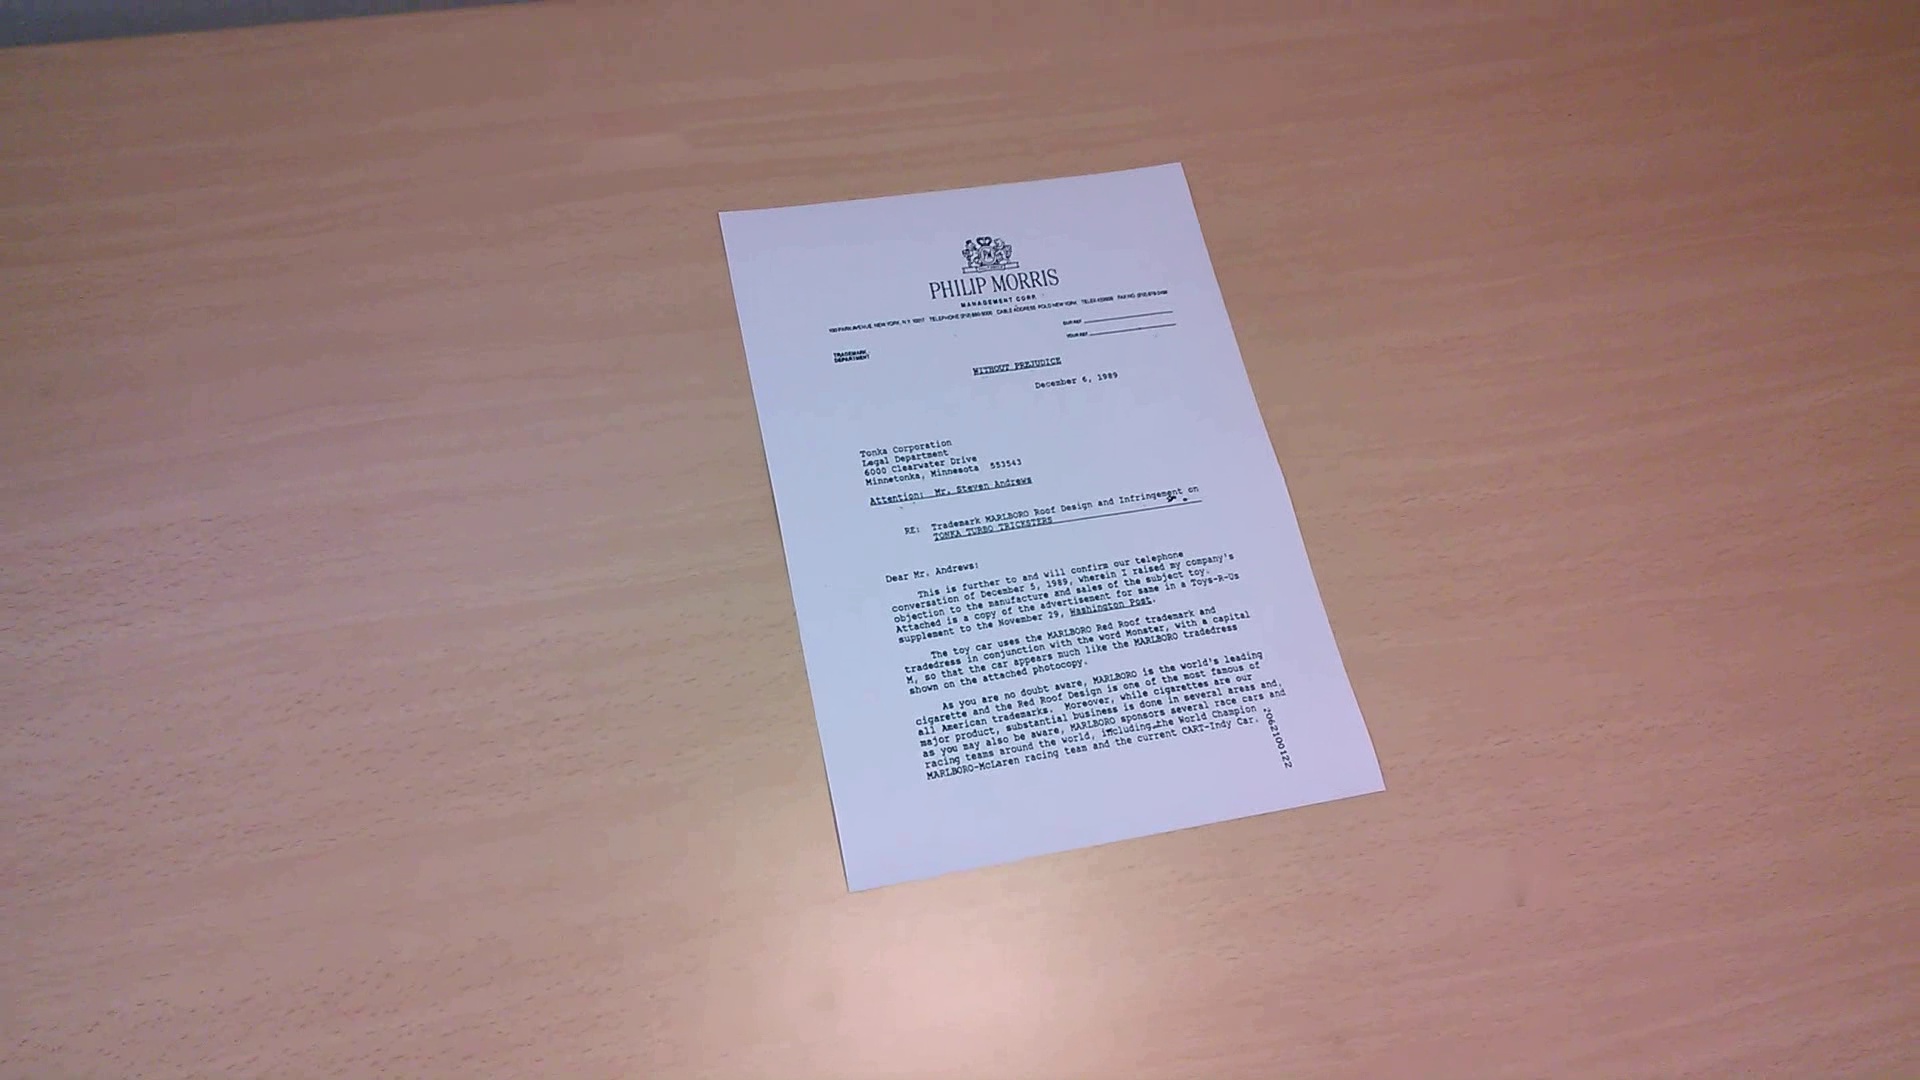 PHILIP MORRIS
MANAGEMENT CORP.
100 PARK AVENUE, NEW YORK, N.Y. 10017 TELEPHONE (212) 880-5000 CABLE ADDRESS: POLO NEW YORK TELEX FAX NO. (212)
OUR REF.
YOUR REF.
TRADEMARK
DEPARTMENT
WITHOUT PREJUDICE
December 6, 1989
Tonka Corporation
Legal Department
6000 Clearwater Drive
Minnetonka, Minnesota 553543
Attention: Mr. Steven Andrews
RE: Trademark MARLBORO Roof Design and Infringement on
TONKA TURBO TRICKSTERS
Dear Mr. Andrews:
This is further to and will confirm our telephone
conversation of December 5, 1989, wherein I raised my company's
objection to the manufacture and sales of the subject toy.
Attached is a copy of the advertisement for same in a Toys-R-Us
supplement to the November 29, Washington Post.
The toy car uses the MARLBORO Red Roof trademark and
tradedress in conjunction with the word Monster, with a capital
M, so that the car appears much like the MARLBORO tradedress
shown on the attached photocopy.
As you are no doubt aware, MARLBORO is the world's leading
cigarette and the Red Roof Design is one of the most famous of
all American trademarks. Moreover, while cigarettes are our
major product, substantial business is done in several areas and,
as you may also be aware, MARLBORO sponsors several race cars and
racing teams around the world, including the World Champion
MARLBORO-McLaren racing team and the current CART-Indy Car.
2062100122